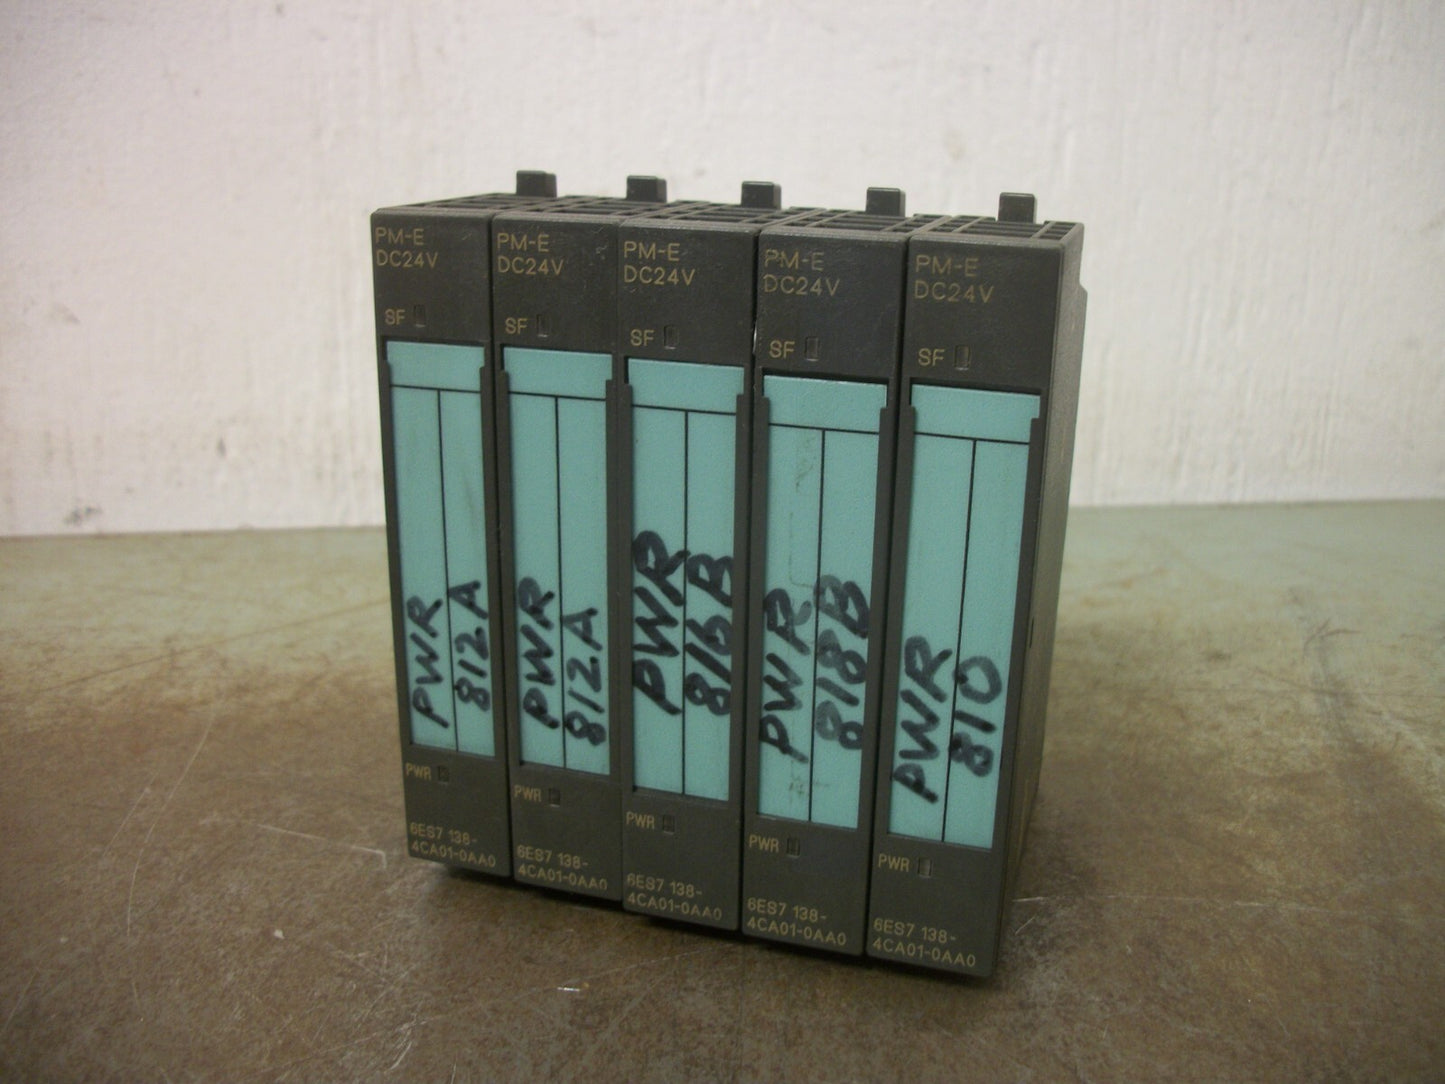 PM-E
DC24V
SF
PWR
812A
PWR
6ES7 138-
4CA01-0AA0
PM-E
DC24V
SF
PWR
812A
PWR
6ES7 138-
4CA01-0AA0
PM-E
DC24V
SF
PWR
816B
PWR
6ES7 138-
4CA01-0AA0
PM-E
DC24V
SF
PWR
818B
PWR
6ES7 138-
4CA01-0AA0
PM-E
DC24V
SF
PWR
810
PWR
6ES7 138-
4CA01-0AA0